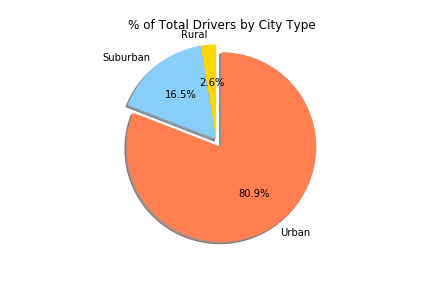 % of Total Drivers by City Type
Rural
Suburban
2.6%
16.5%
80.9%
Urban